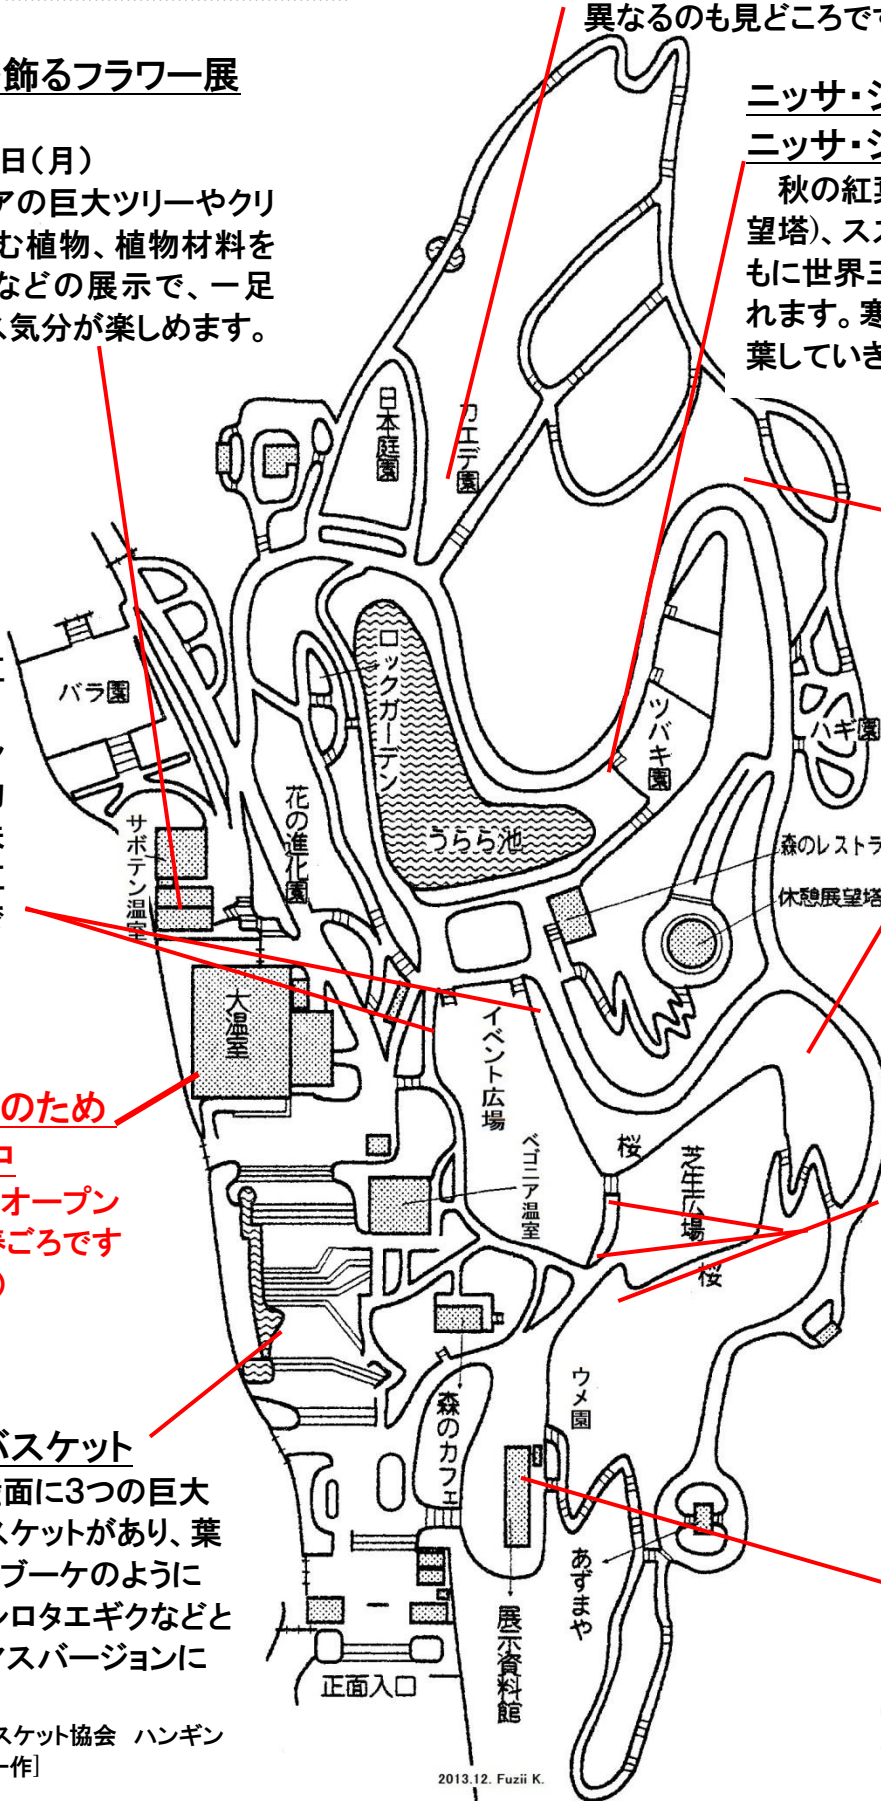 異なるのも見どころです
飾るフラワー展
日(月)
アの巨大ツリーやクリ
む植物、植物材料を
などの展示で、一足
ス気分が楽しめます。
ニッサ・シ
ニッサ・シ
秋の紅葉
望塔)、スス
もに世界三
れます。寒
葉していき
日本庭園
カエデ園
バラ園
ロックガーデン
ツバキ園
ハギ園
サボテン温室
花の進化園
うらら池
森のレストラ
休憩展望塔
大温室
イベント広場
のため
オープン
春ごろです
ベゴニア温室
桜
芝生広場
桜
バスケット
面に3つの巨大
スケットがあり、葉
ブーケのように
シロタエギクなどと
マスバージョンに
森のカフェ
ウメ園
あずまや
展示資料館
正面入口
スケット協会 ハンギン
作]
2013.12. Fuzii K.